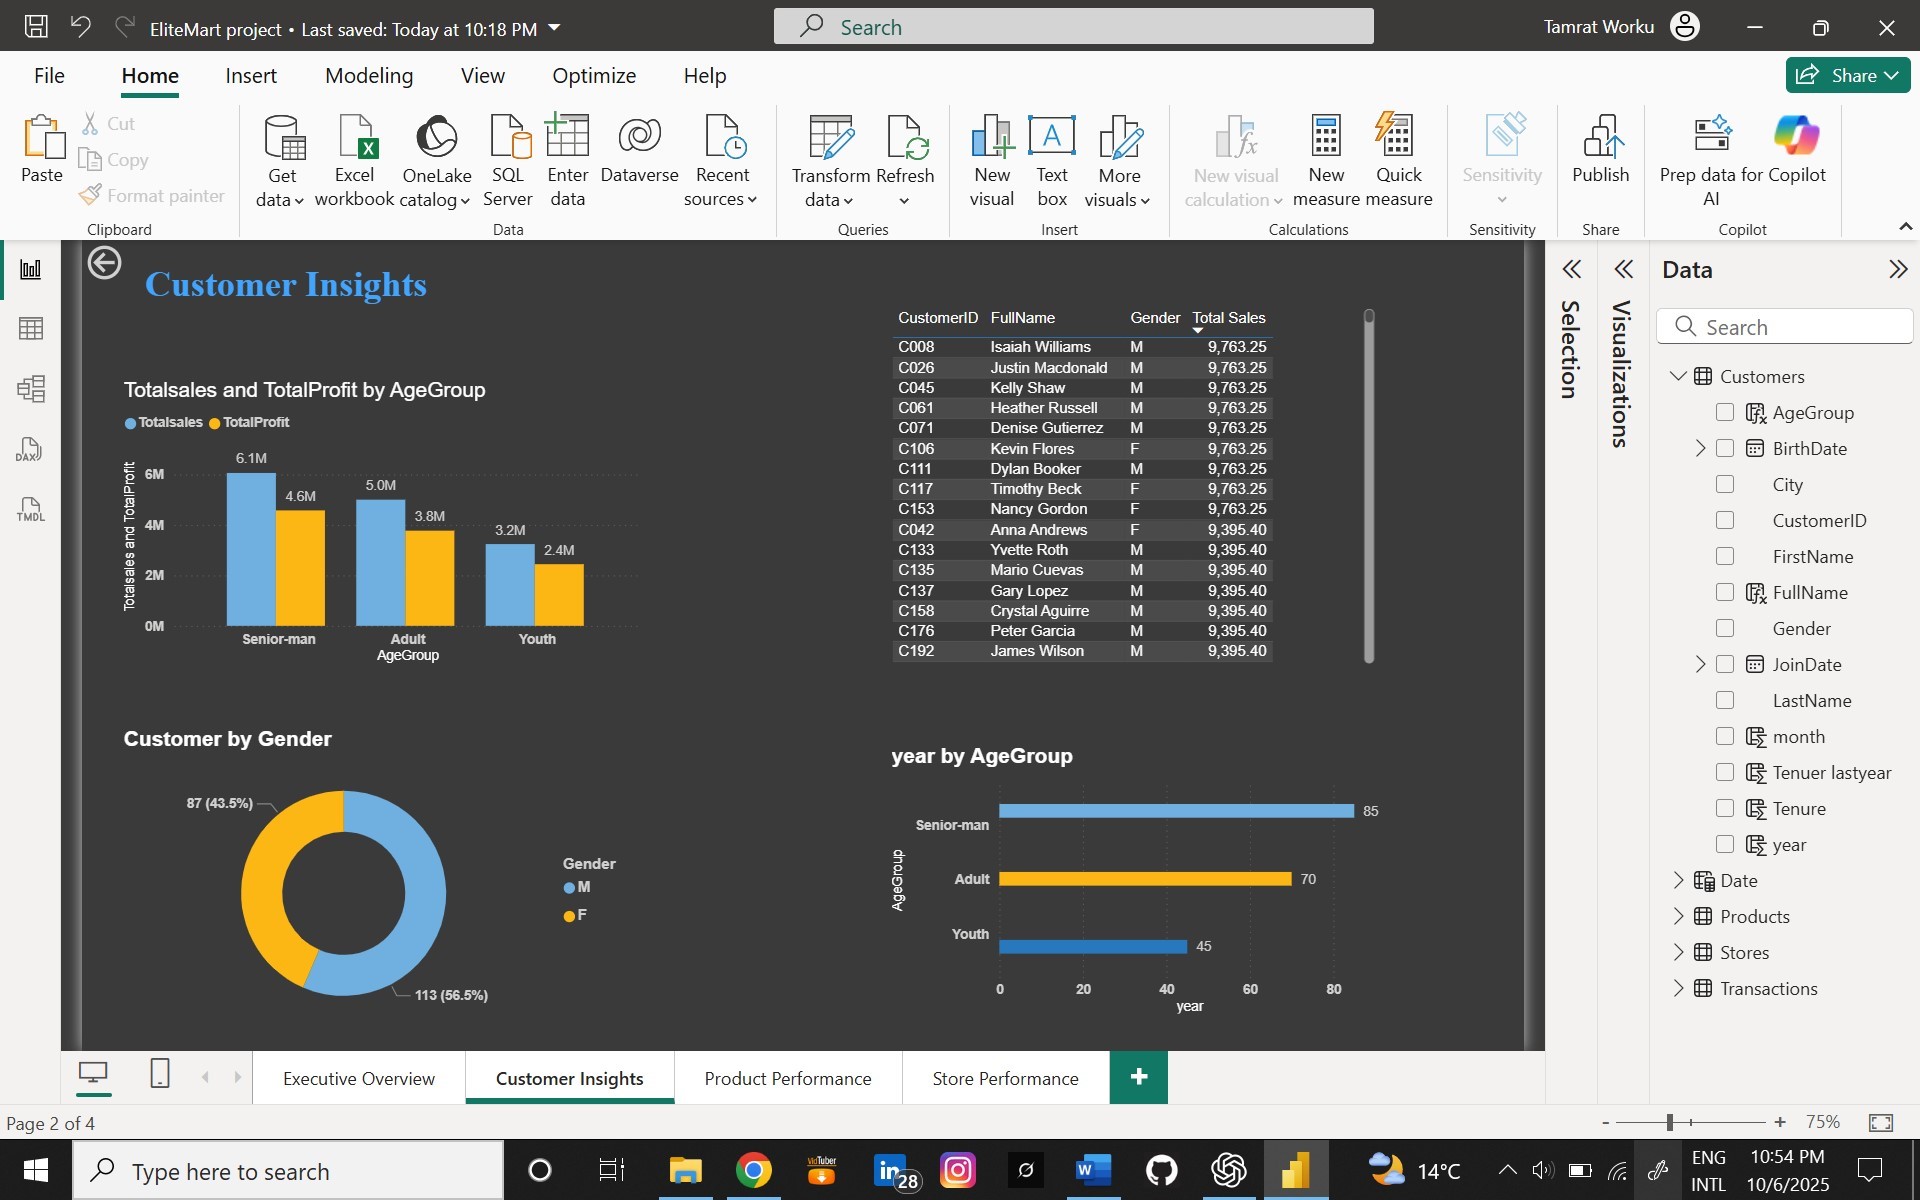 EliteMart project • Last saved: Today at 10:18 PM
Search
Tamrat Worku
File Home Insert Modeling View Optimize Help
Share
Paste
Cut
Copy
Format painter
Clipboard
Get data
Excel workbook
OneLake catalog
SQL Server
Enter data
Dataverse
Recent sources
Data
Transform data
Refresh
Queries
New visual
Text box
More visuals
Insert
New visual calculation
New measure
Quick measure
Calculations
Sensitivity
Sensitivity
Publish
Share
Prep data for AI
Copilot
Copilot
DAX
TMDL
Customer Insights
Totalsales and TotalProfit by AgeGroup
Totalsales TotalProfit
Totalsales and TotalProfit
6M
4M
2M
0M
6.1M
4.6M
5.0M
3.8M
3.2M
2.4M
Senior-man Adult Youth
AgeGroup
CustomerID FullName Gender Total Sales
C008 Isaiah Williams M 9,763.25
C026 Justin Macdonald M 9,763.25
C045 Kelly Shaw M 9,763.25
C061 Heather Russell M 9,763.25
C071 Denise Gutierrez M 9,763.25
C106 Kevin Flores F 9,763.25
C111 Dylan Booker M 9,763.25
C117 Timothy Beck F 9,763.25
C153 Nancy Gordon F 9,763.25
C042 Anna Andrews F 9,395.40
C133 Yvette Roth M 9,395.40
C135 Mario Cuevas M 9,395.40
C137 Gary Lopez M 9,395.40
C158 Crystal Aguirre M 9,395.40
C176 Peter Garcia M 9,395.40
C192 James Wilson M 9,395.40
Customer by Gender
87 (43.5%)
113 (56.5%)
Gender
M
F
year by AgeGroup
AgeGroup
Senior-man 85
Adult 70
Youth 45
0 20 40 60 80
year
Selection
Visualizations
Data
Search
Customers
AgeGroup
BirthDate
City
CustomerID
FirstName
FullName
Gender
JoinDate
LastName
month
Tenuer lastyear
Tenure
year
Date
Products
Stores
Transactions
Executive Overview
Customer Insights
Product Performance
Store Performance
Page 2 of 4
- + 75%
Type here to search
VidTuber
in
28
14°C
ENG
INTL
10:54 PM
10/6/2025